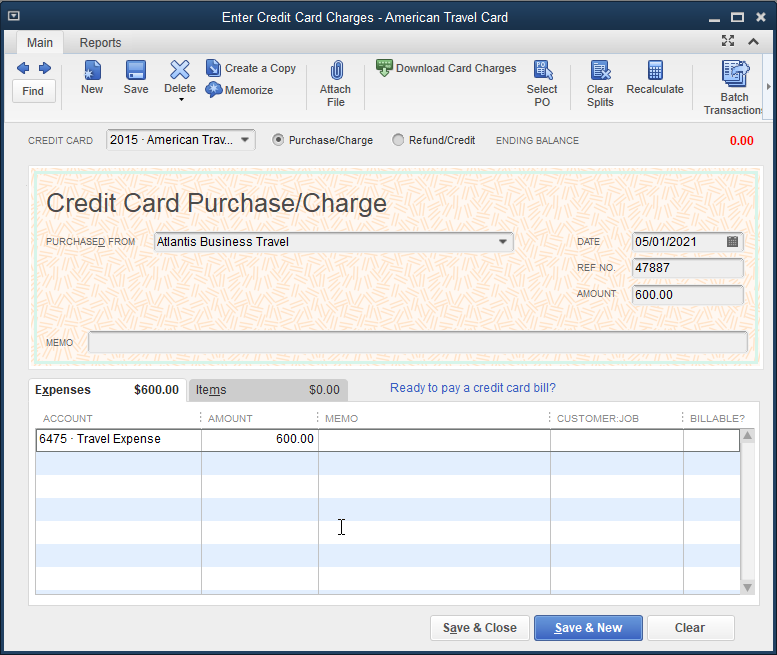 Enter Credit Card Charges - American Travel Card
Main Reports
Find
New
Save
Delete
Create a Copy
Memorize
Attach
File
Download Card Charges
Select
PO
Clear
Splits
Recalculate
Batch
Transactions
CREDIT CARD 2015 · American Trav... Purchase/Charge Refund/Credit ENDING BALANCE 0.00
Credit Card Purchase/Charge
PURCHASED FROM Atlantis Business Travel DATE 05/01/2021
REF NO. 47887
AMOUNT 600.00
MEMO
Expenses $600.00 Items $0.00 Ready to pay a credit card bill?
ACCOUNT AMOUNT MEMO CUSTOMER:JOB BILLABLE?
6475 · Travel Expense 600.00
Save & Close Save & New Clear